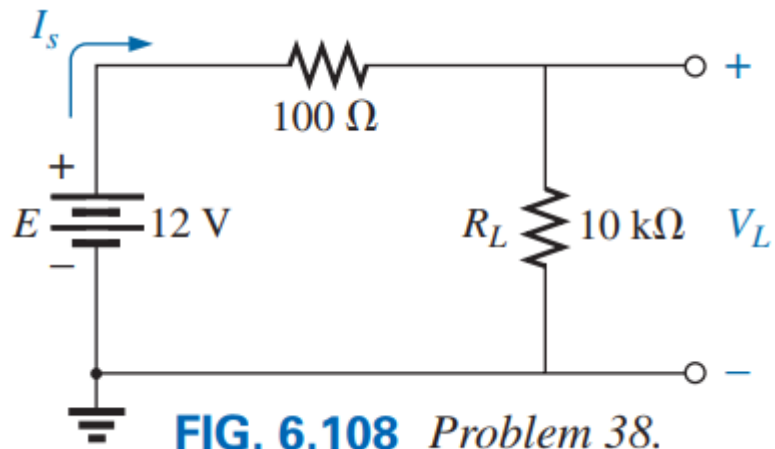 I_s
100 Ω
+
+
E
12 V
R_L
10 kΩ
V_L
−
−
FIG. 6.108 Problem 38.